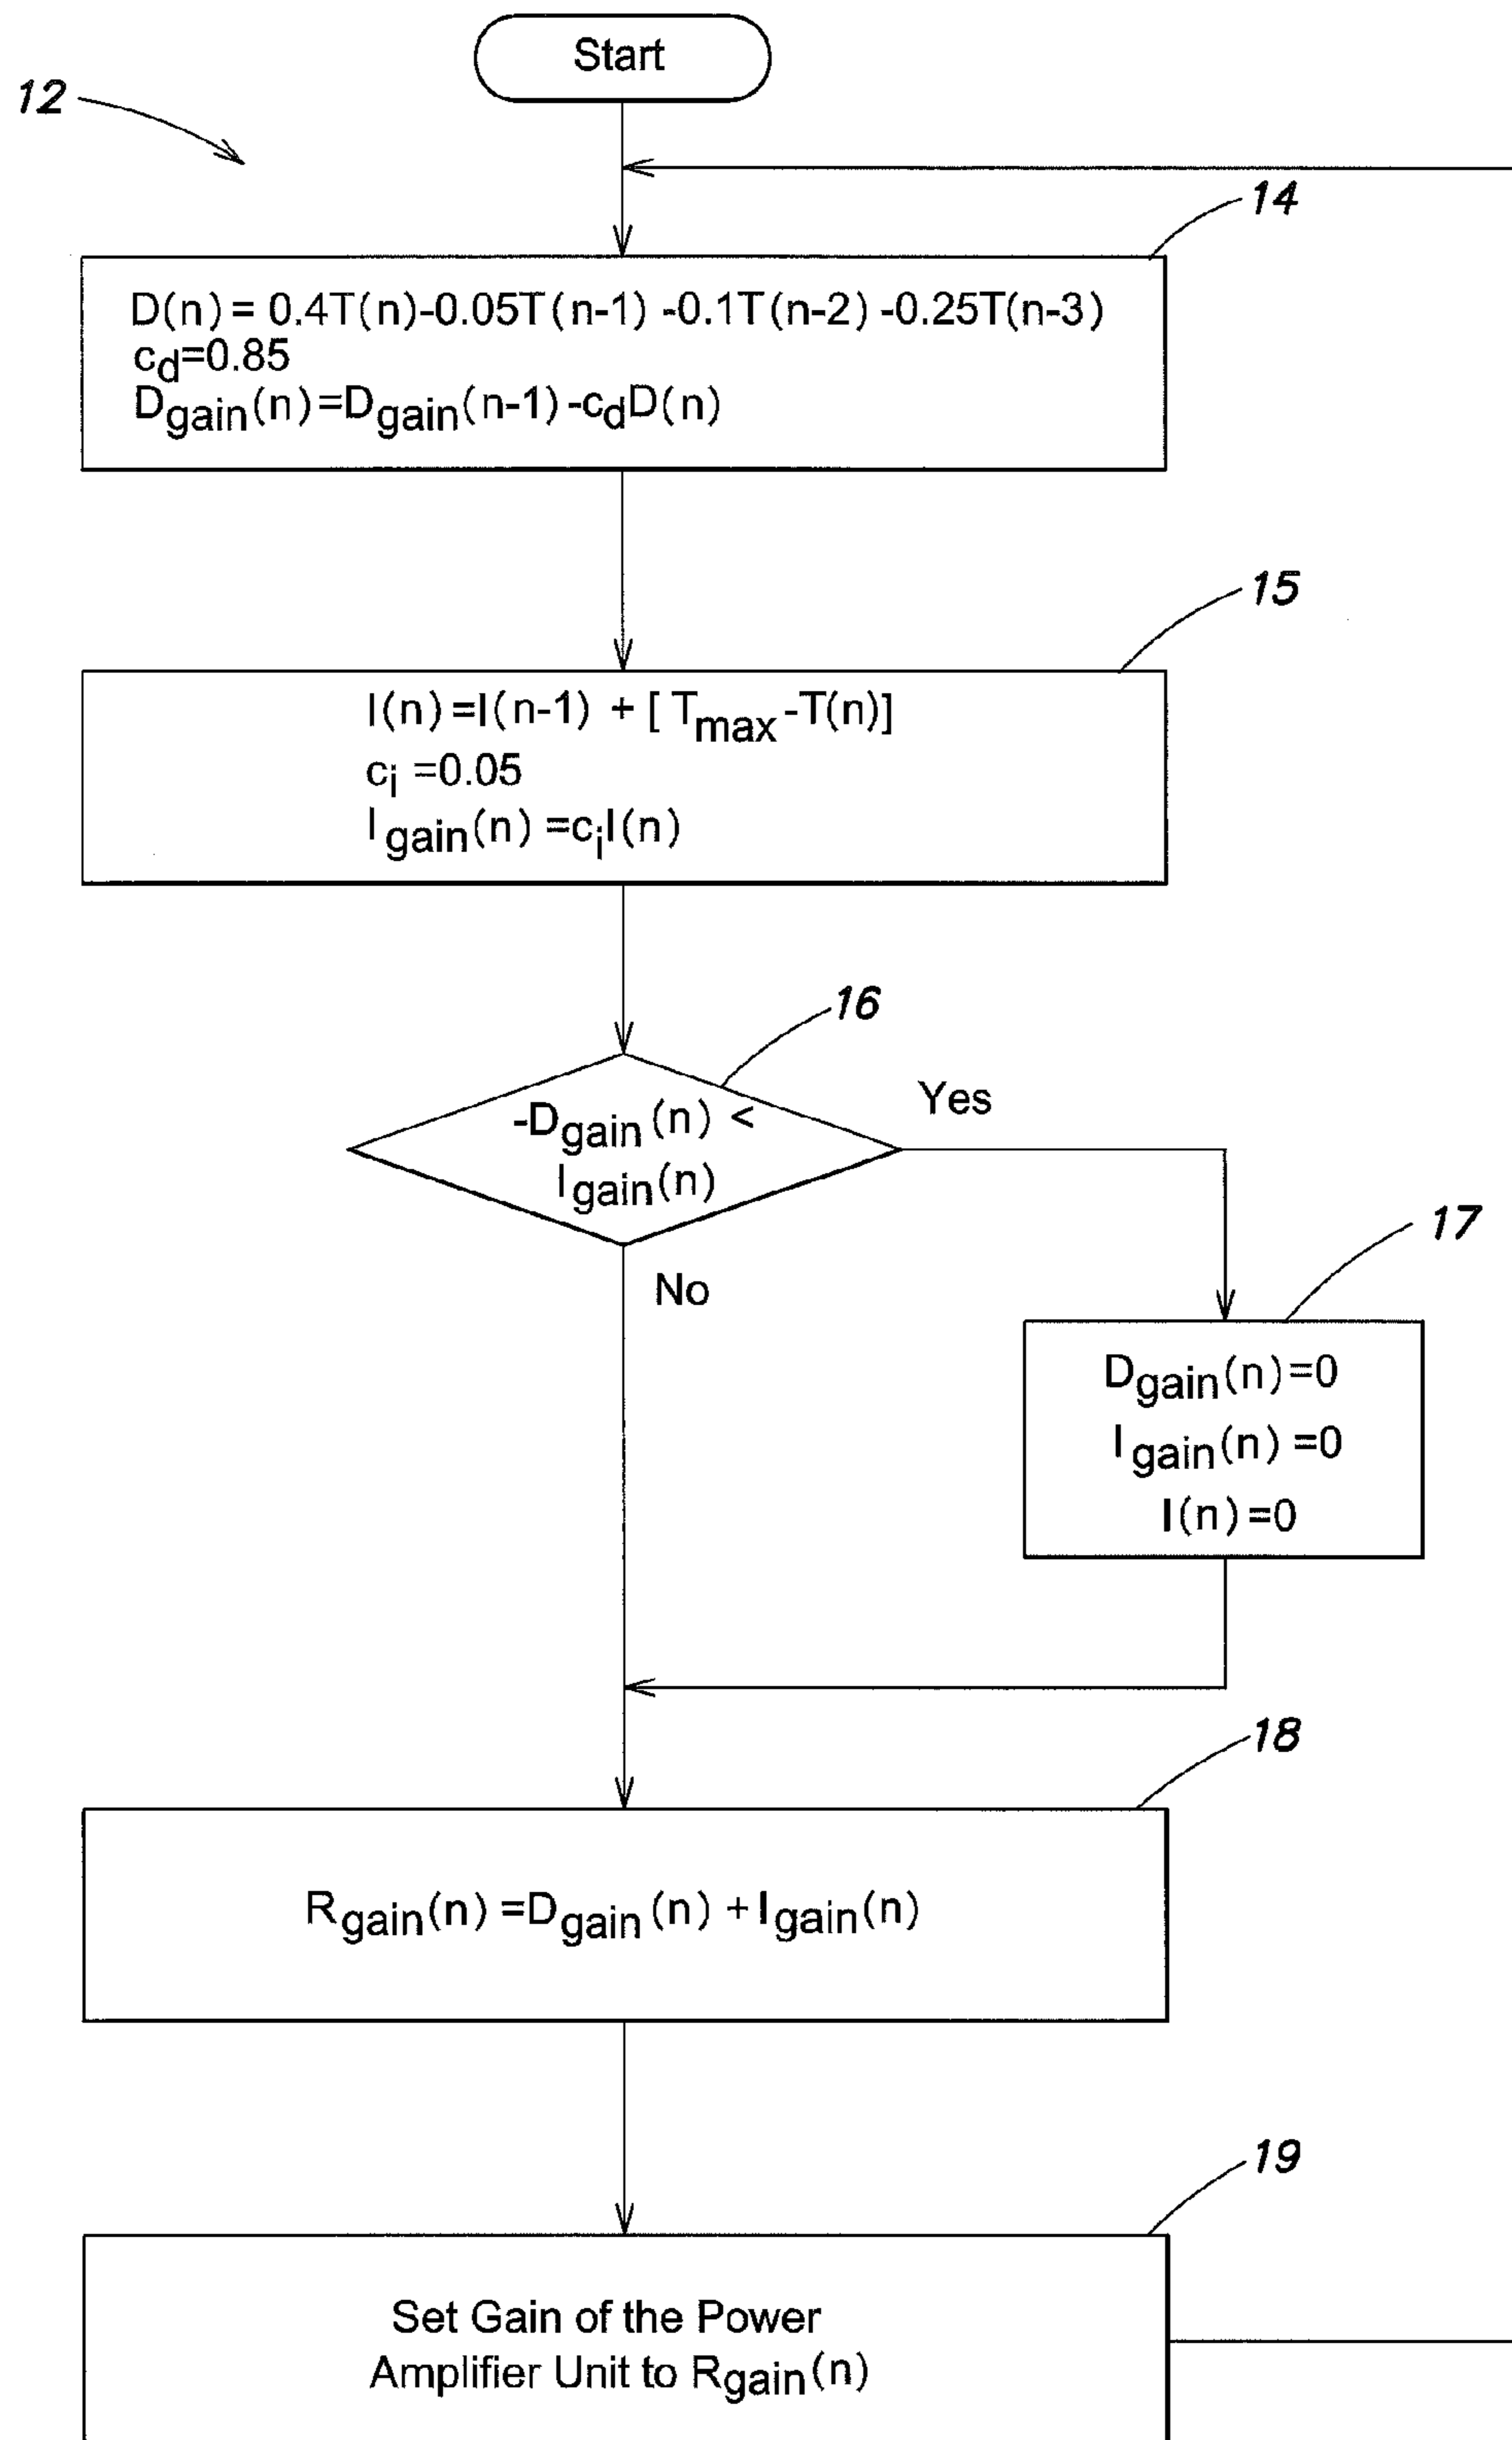 Start
12
14
D(n) = 0.4T(n)-0.05T(n-1) -0.1T(n-2) -0.25T(n-3)
cd=0.85
Dgain(n)=Dgain(n-1)-cdD(n)
15
I(n)=I(n-1) + [Tmax-T(n)]
ci =0.05
Igain(n) =ciI(n)
16
-Dgain(n) <
Igain(n)
Yes
No
17
Dgain(n)=0
Igain(n) =0
I(n)=0
18
Rgain(n) =Dgain(n) +Igain(n)
19
Set Gain of the Power
Amplifier Unit to Rgain(n)